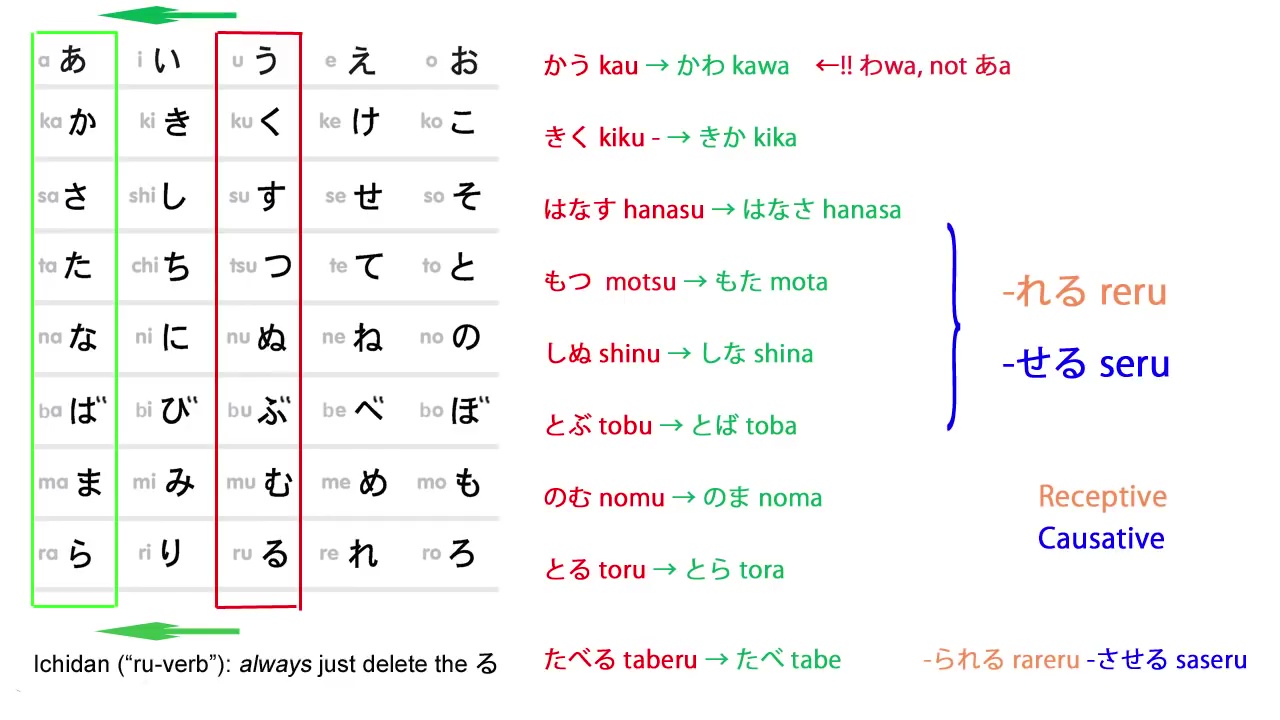 a あ i い u う e え o お
ka か ki き ku く ke け ko こ
sa さ shi し su す se せ so そ
ta た chi ち tsu つ te て to と
na な ni に nu ぬ ne ね no の
ba ば bi び bu ぶ be べ bo ぼ
ma ま mi み mu む me め mo も
ra ら ri り ru る re れ ro ろ
Ichidan (“ru-verb”): always just delete the る
かう kau → かわ kawa ←!! わwa, not あa
きく kiku - → きか kika
はなす hanasu → はなさ hanasa
もつ motsu → もた mota
しぬ shinu → しな shina
とぶ tobu → とば toba
のむ nomu → のま noma
とる toru → とら tora
たべる taberu → たべ tabe
-れる reru
-せる seru
Receptive
Causative
-られる rareru -させる saseru